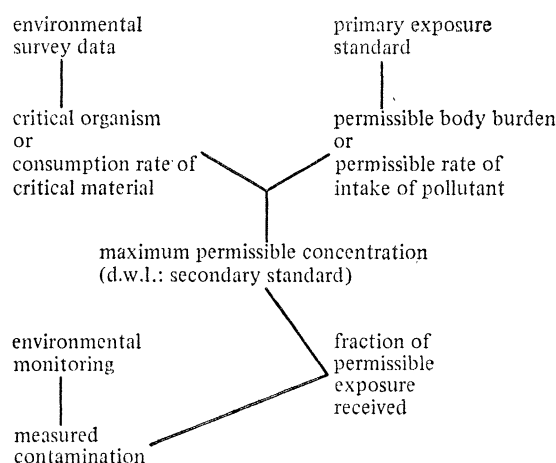 environmental
survey data
primary exposure
standard
critical organism
or
consumption rate of
critical material
permissible body burden
or
permissible rate of
intake of pollutant
maximum permissible concentration
(d.w.l.: secondary standard)
environmental
monitoring
fraction of
permissible
exposure
received
measured
contamination